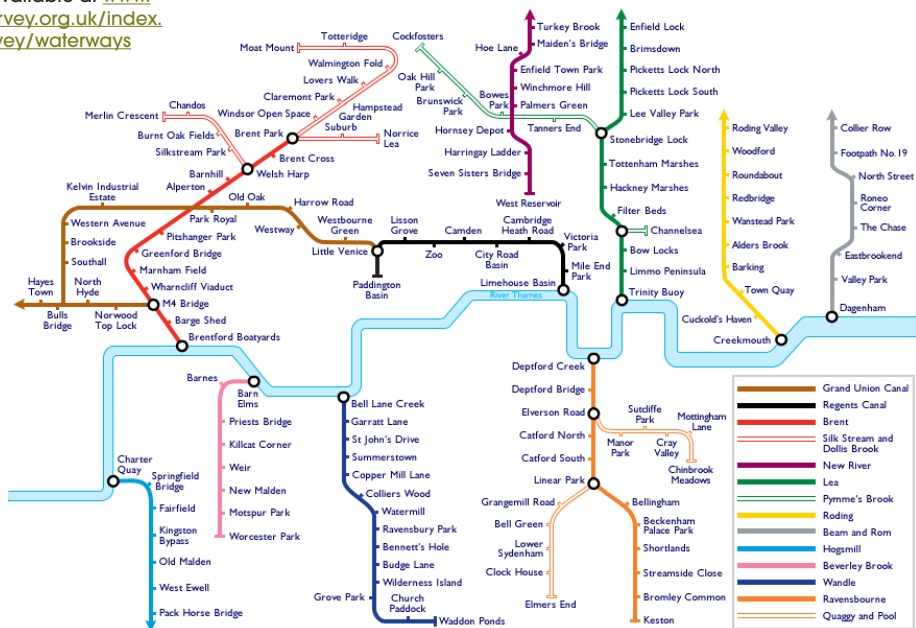 survey.org.uk/index.
vey/waterways
Moat Mount
Totteridge
Walmington Fold
Lovers Walk
Claremont Park
Windsor Open Space
Hampstead
Garden
Suburb
Brent Park
Norrice
Lea
Chandos
Merlin Crescent
Burnt Oak Fields
Silkstream Park
Brent Cross
Welsh Harp
Barnhill
Alperton
Cockfosters
Oak Hill
Park
Brunswick
Park
Bowes
Park
Tanners End
Turkey Brook
Maiden's Bridge
Hoe Lane
Enfield Town Park
Winchmore Hill
Palmers Green
Hornsey Depot
Harringay Ladder
Seven Sisters Bridge
West Reservoir
Enfield Lock
Brimsdown
Picketts Lock North
Picketts Lock South
Lee Valley Park
Stonebridge Lock
Tottenham Marshes
Hackney Marshes
Filter Beds
Channelsea
Bow Locks
Limmo Peninsula
Trinity Buoy
Roding Valley
Woodford
Roundabout
Redbridge
Wanstead Park
Alders Brook
Barking
Town Quay
Cuckold's Haven
Creekmouth
Collier Row
Footpath No.19
North Street
Roneo
Corner
The Chase
Eastbrookend
Valley Park
Dagenham
Kelvin Industrial
Estate
Old Oak
Harrow Road
Western Avenue
Park Royal
Westway
Westbourne
Green
Brookside
Southall
Pitshanger Park
Greenford Bridge
Marnham Field
Wharncliff Viaduct
Hayes
Town
North
Hyde
M4 Bridge
Bulls
Bridge
Norwood
Top Lock
Barge Shed
Brentford Boatyards
Little Venice
Paddington
Basin
Lisson
Grove
Zoo
Camden
City Road
Basin
Cambridge
Heath Road
Victoria
Park
Mile End
Park
Limehouse Basin
River Thames
Barnes
Barn
Elms
Priests Bridge
Killcat Corner
Weir
New Malden
Motspur Park
Worcester Park
Bell Lane Creek
Garratt Lane
St John's Drive
Summerstown
Copper Mill Lane
Colliers Wood
Watermill
Ravensbury Park
Bennett's Hole
Budge Lane
Wilderness Island
Grove Park
Church
Paddock
Waddon Ponds
Charter
Quay
Springfield
Bridge
Fairfield
Kingston
Bypass
Old Malden
West Ewell
Pack Horse Bridge
Deptford Creek
Deptford Bridge
Elverson Road
Sutcliffe
Park
Mottingham
Lane
Catford North
Manor
Park
Cray
Valley
Chinbrook
Meadows
Catford South
Linear Park
Grangemill Road
Bell Green
Lower
Sydenham
Clock House
Elmers End
Bellingham
Beckenham
Palace Park
Shortlands
Streamside Close
Bromley Common
Keston
Grand Union Canal
Regents Canal
Brent
Silk Stream and
Dollis Brook
New River
Lea
Pymme's Brook
Roding
Beam and Rom
Hogsmill
Beverley Brook
Wandle
Ravensbourne
Quaggy and Pool